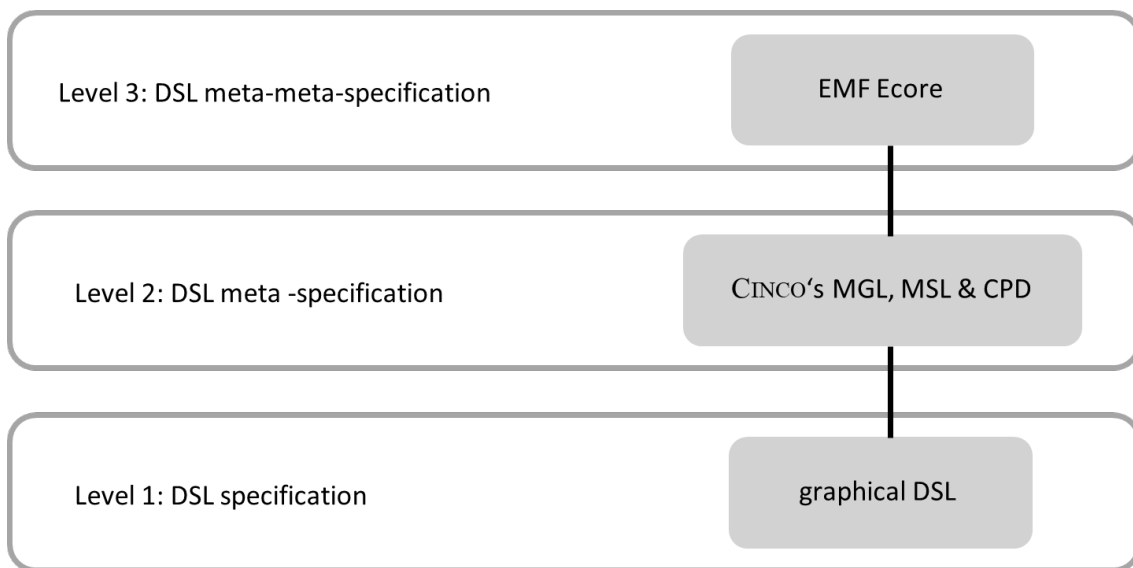 Level 3: DSL meta-meta-specification
EMF Ecore
Level 2: DSL meta -specification
CINCO‘s MGL, MSL & CPD
Level 1: DSL specification
graphical DSL